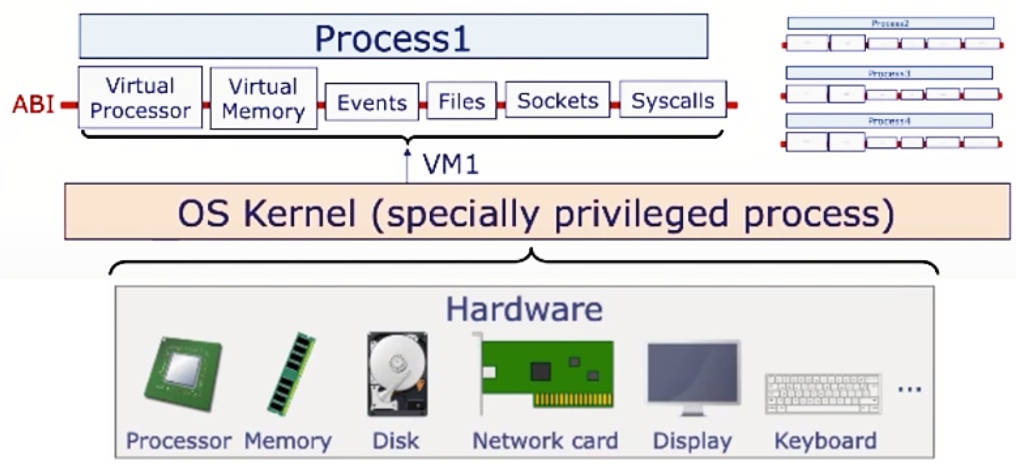 Process1
ABI
Virtual Processor
Virtual Memory
Events
Files
Sockets
Syscalls
Process2
Process3
Process4
VM1
OS Kernel (specially privileged process)
Hardware
Processor
Memory
Disk
Network card
Display
Keyboard
...